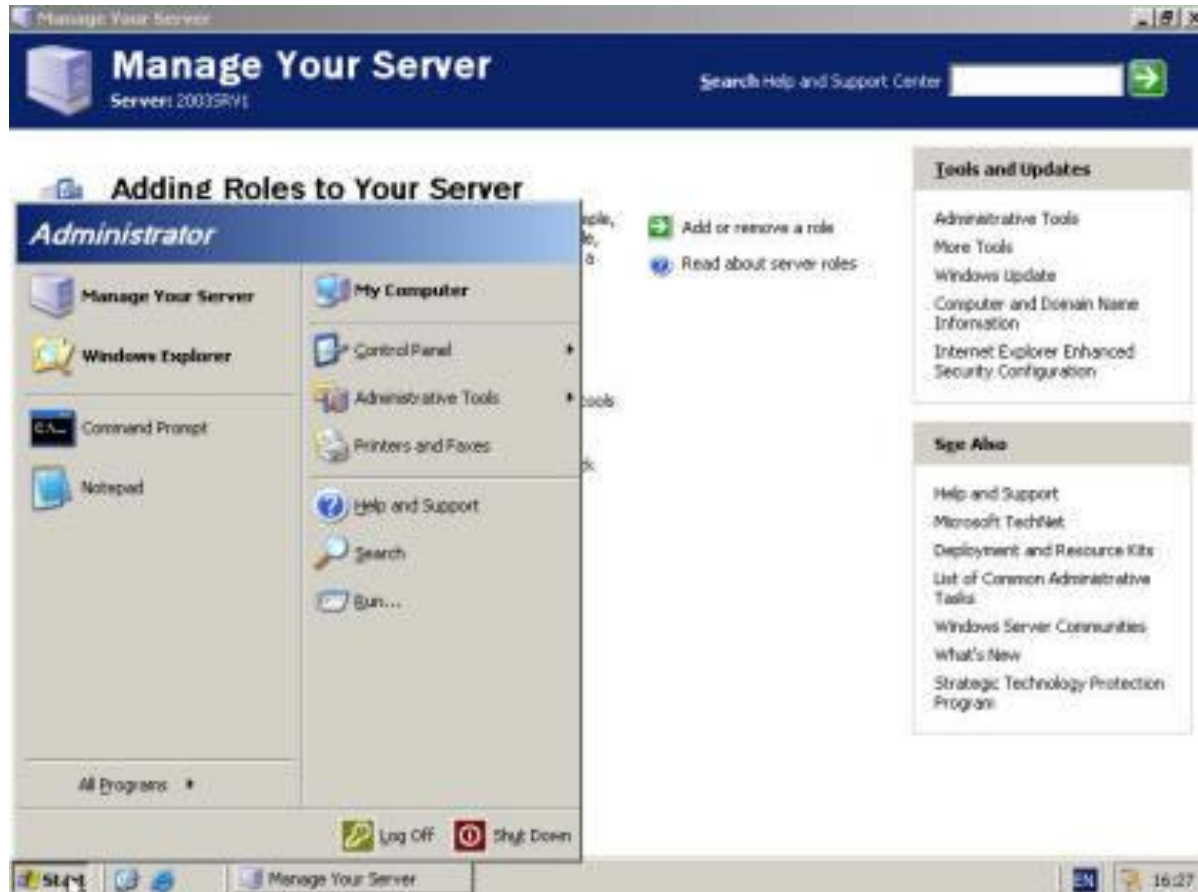 Manage Your Server
Manage Your Server
Server: 2003SRV1
Search Help and Support Center
Adding Roles to Your Server
Add or remove a role
Read about server roles
Tools and Updates
Administrative Tools
More Tools
Windows Update
Computer and Domain Name
Information
Internet Explorer Enhanced
Security Configuration
See Also
Help and Support
Microsoft TechNet
Deployment and Resource Kits
List of Common Administrative
Tasks
Windows Server Communities
What's New
Strategic Technology Protection
Program
Administrator
Manage Your Server
Windows Explorer
Command Prompt
Notepad
All Programs
My Computer
Control Panel
Administrative Tools
Printers and Faxes
Help and Support
Search
Run...
Log Off
Shut Down
tools
Start
Manage Your Server
EN
16:27